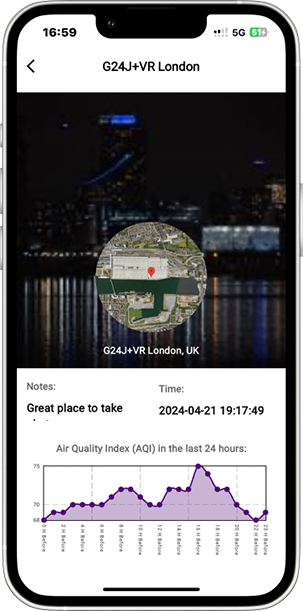 16:59
5G 51
G24J+VR London
G24J+VR London, UK
Notes:
Time:
Great place to take
2024-04-21 19:17:49
Air Quality Index (AQI) in the last 24 hours:
75
70
68
0 H Before
2 H Before
4 H Before
6 H Before
8 H Before
10 H Before
12 H Before
14 H Before
16 H Before
18 H Before
20 H Before
22 H Before
23 H Before